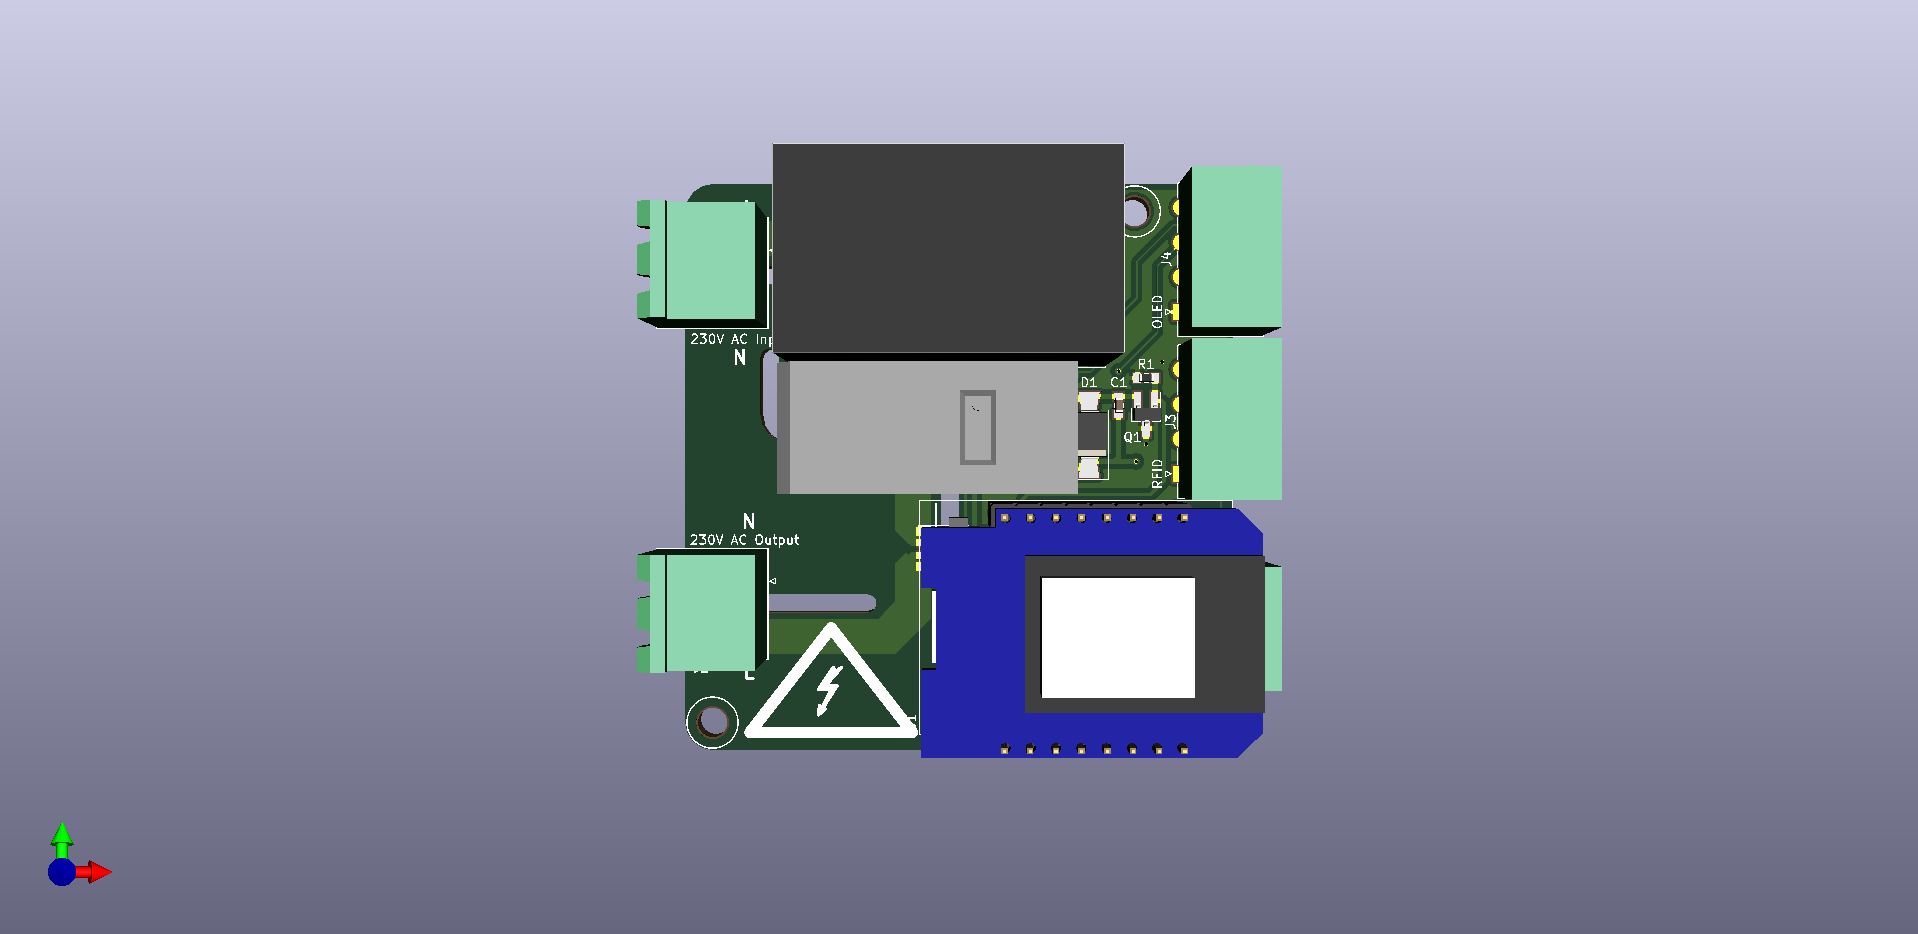 230V AC Inp
N
J4
OLED
R1
D1 C1
J3
Q1
RFID
N
230V AC Output
L